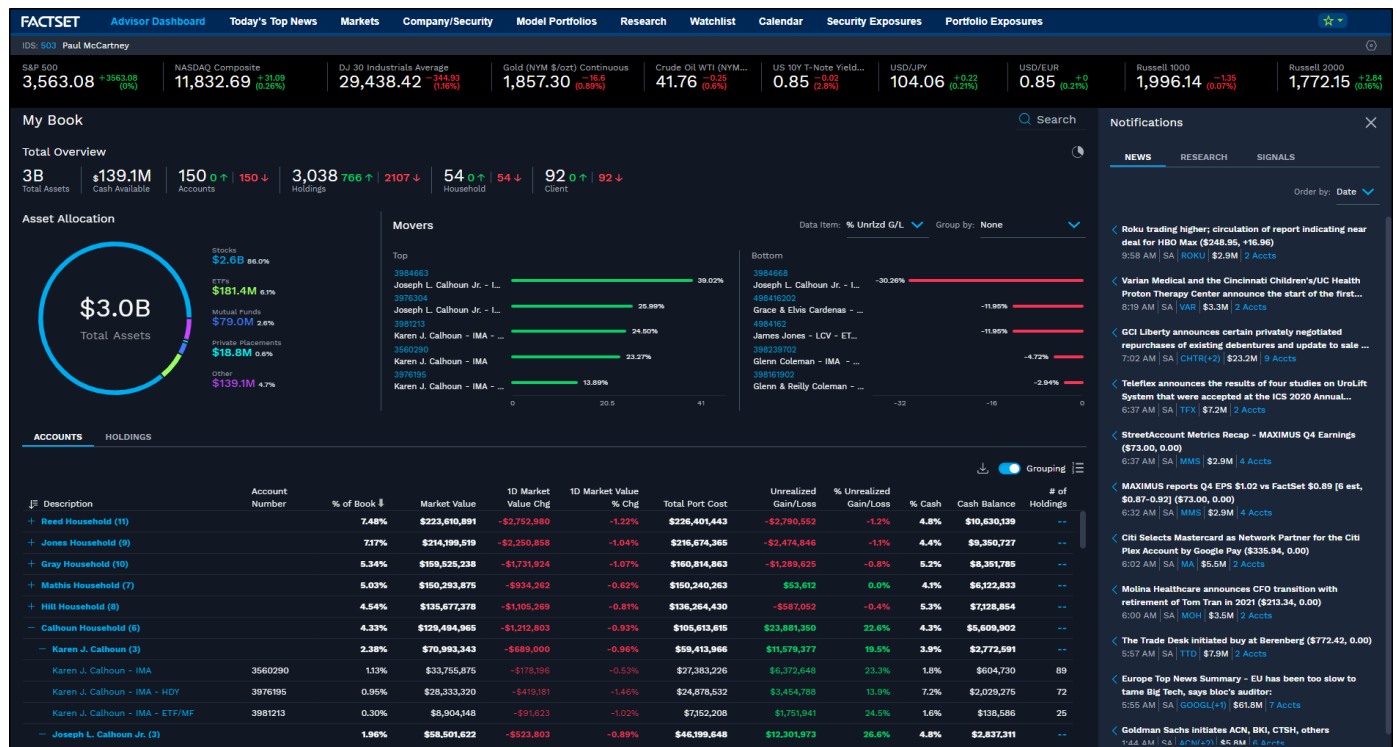 FACTSET Advisor Dashboard Today's Top News Markets Company/Security Model Portfolios Research Watchlist Calendar Security Exposures Portfolio Exposures
IDS: 503 Paul McCartney
S&P 500 NASDAQ Composite DJ 30 Industrials Average Gold (NYM $/ozt) Continuous Crude Oil WTI (NYM... US 10Y T-Note Yield... USD/JPY USD/EUR Russell 1000 Russell 2000
3,563.08 +3563.08 (0%) 11,832.69 +31.09 (0.26%) 29,438.42 -344.93 (1.16%) 1,857.30 -16.6 (0.89%) 41.76 -0.25 (0.6%) 0.85 -0.02 (2.8%) 104.06 +0.22 (0.21%) 0.85 +0 (0.21%) 1,996.14 -1.35 (0.07%) 1,772.15 +2.84 (0.16%)
My Book Search
Total Overview
3B $139.1M 150 0 ↑ 150 ↓ 3,038 766 ↑ 2107 ↓ 54 0 ↑ 54 ↓ 92 0 ↑ 92 ↓
Total Assets Cash Available Accounts Holdings Household Client
Asset Allocation
$3.0B
Total Assets
Stocks
$2.6B 86.0%
ETFs
$181.4M 6.1%
Mutual Funds
$79.0M 2.6%
Private Placements
$18.8M 0.6%
Other
$139.1M 4.7%
Movers Data Item: % Unrlzd G/L Group by: None
Top
3984663
Joseph L. Calhoun Jr. - I... 39.02%
3976304
Joseph L. Calhoun Jr. - I... 25.99%
3981213
Karen J. Calhoun - IMA - ... 24.50%
3560290
Karen J. Calhoun - IMA 23.27%
3976195
Karen J. Calhoun - IMA - ... 13.89%
0 20.5 41
Bottom
3984668
Joseph L. Calhoun Jr. - I... -30.26%
498416202
Grace & Elvis Cardenas - ... -11.95%
4984162
James Jones - LCV - ET... -11.95%
398239702
Glenn Coleman - IMA - ... -4.72%
398161902
Glenn & Reilly Coleman - ... -2.94%
-32 -16 0
ACCOUNTS HOLDINGS
Grouping
Description Account Number % of Book Market Value 1D Market Value Chg 1D Market Value % Chg Total Port Cost Unrealized Gain/Loss % Unrealized Gain/Loss % Cash Cash Balance # of Holdings
+ Reed Household (11) 7.48% $223,610,891 -$2,752,980 -1.22% $226,401,443 -$2,790,552 -1.2% 4.8% $10,630,139 --
+ Jones Household (9) 7.17% $214,199,519 -$2,250,858 -1.04% $216,674,365 -$2,474,846 -1.1% 4.4% $9,350,727 --
+ Gray Household (10) 5.34% $159,525,238 -$1,731,924 -1.07% $160,814,863 -$1,289,625 -0.8% 5.2% $8,351,785 --
+ Mathis Household (7) 5.03% $150,293,875 -$934,262 -0.62% $150,240,263 $53,612 0.0% 4.1% $6,122,833 --
+ Hill Household (8) 4.54% $135,677,378 -$1,105,269 -0.81% $136,264,430 -$587,052 -0.4% 5.3% $7,128,854 --
− Calhoun Household (6) 4.33% $129,494,965 -$1,212,803 -0.93% $105,613,615 $23,881,350 22.6% 4.3% $5,609,902 --
− Karen J. Calhoun (3) 2.38% $70,993,343 -$689,000 -0.96% $59,413,966 $11,579,377 19.5% 3.9% $2,772,591 --
Karen J. Calhoun - IMA 3560290 1.13% $33,755,875 -$178,196 -0.53% $27,383,226 $6,372,648 23.3% 1.8% $604,730 89
Karen J. Calhoun - IMA - HDY 3976195 0.95% $28,333,320 -$419,181 -1.46% $24,878,532 $3,454,788 13.9% 7.2% $2,029,275 72
Karen J. Calhoun - IMA - ETF/MF 3981213 0.30% $8,904,148 -$91,623 -1.02% $7,152,208 $1,751,941 24.5% 1.6% $138,586 25
− Joseph L. Calhoun Jr. (3) 1.96% $58,501,622 -$523,803 -0.89% $46,199,648 $12,301,973 26.6% 4.8% $2,837,311 --
Notifications
NEWS RESEARCH SIGNALS
Order by: Date
Roku trading higher; circulation of report indicating near
deal for HBO Max ($248.95, +16.96)
9:58 AM SA ROKU $2.9M 2 Accts
Varian Medical and the Cincinnati Children's/UC Health
Proton Therapy Center announce the start of the first...
8:19 AM SA VAR $3.3M 2 Accts
GCI Liberty announces certain privately negotiated
repurchases of existing debentures and update to sale ...
7:02 AM SA CHTR(+2) $23.2M 9 Accts
Teleflex announces the results of four studies on UroLift
System that were accepted at the ICS 2020 Annual...
6:37 AM SA TFX $7.2M 2 Accts
StreetAccount Metrics Recap - MAXIMUS Q4 Earnings
($73.00, 0.00)
6:37 AM SA MMS $2.9M 4 Accts
MAXIMUS reports Q4 EPS $1.02 vs FactSet $0.89 [6 est,
$0.87-0.92] ($73.00, 0.00)
6:32 AM SA MMS $2.9M 4 Accts
Citi Selects Mastercard as Network Partner for the Citi
Plex Account by Google Pay ($335.94, 0.00)
6:02 AM SA MA $5.5M 2 Accts
Molina Healthcare announces CFO transition with
retirement of Tom Tran in 2021 ($213.34, 0.00)
6:00 AM SA MOH $3.5M 2 Accts
The Trade Desk initiated buy at Berenberg ($772.42, 0.00)
5:57 AM SA TTD $7.9M 2 Accts
Europe Top News Summary - EU has been too slow to
tame Big Tech, says bloc's auditor:
5:55 AM SA GOOGL(+1) $61.8M 7 Accts
Goldman Sachs initiates ACN, BKI, CTSH, others
1:44 AM SA ACN(+2) $5.8M 6 Accts